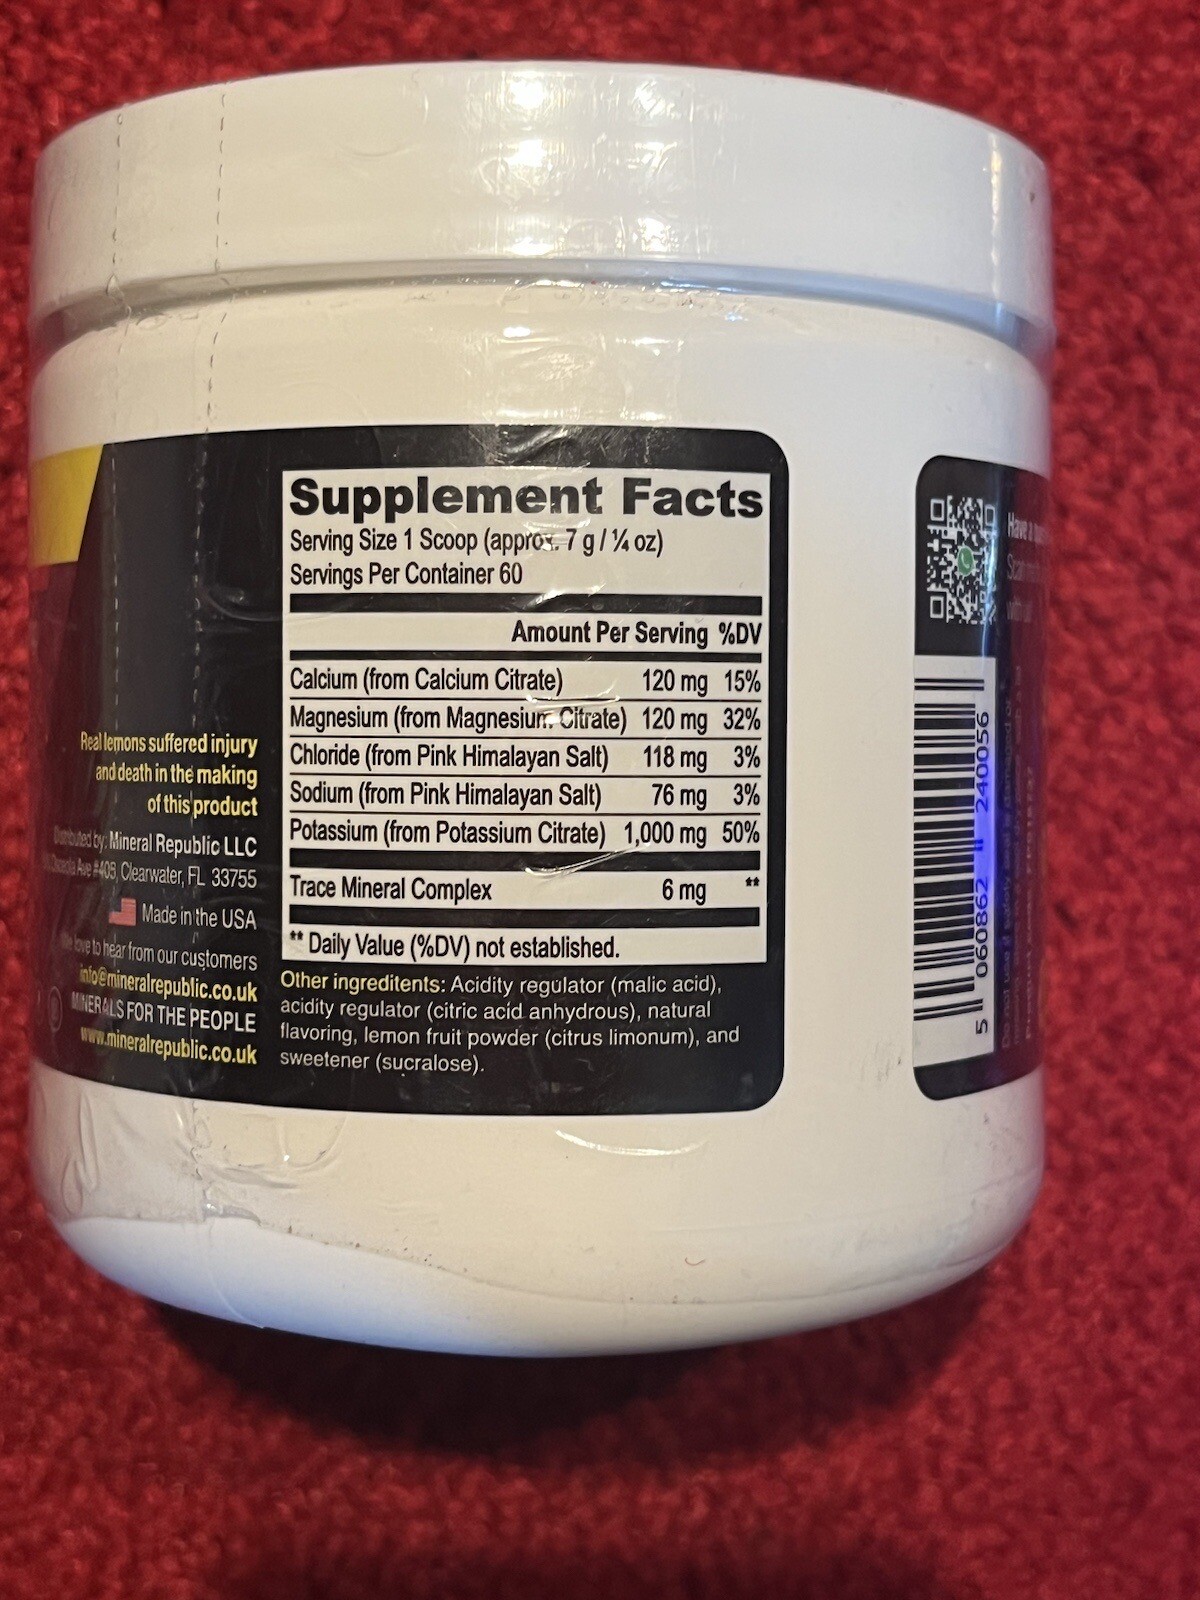 Supplement Facts
Serving Size 1 Scoop (approx. 7 g / ¼ oz)
Servings Per Container 60
Amount Per Serving %DV
Calcium (from Calcium Citrate) 120 mg 15%
Magnesium (from Magnesium Citrate) 120 mg 32%
Chloride (from Pink Himalayan Salt) 118 mg 3%
Sodium (from Pink Himalayan Salt) 76 mg 3%
Potassium (from Potassium Citrate) 1,000 mg 50%
Trace Mineral Complex 6 mg **
** Daily Value (%DV) not established.
Other ingredients: Acidity regulator (malic acid),
acidity regulator (citric acid anhydrous), natural
flavoring, lemon fruit powder (citrus limonum), and
sweetener (sucralose).
Real lemons suffered injury
and death in the making
of this product
Distributed by: Mineral Republic LLC
Ave #405, Clearwater, FL 33755
Made in the USA
We love to hear from our customers
info@mineralrepublic.co.uk
MINERALS FOR THE PEOPLE
www.mineralrepublic.co.uk
Have a
5 060862 240056